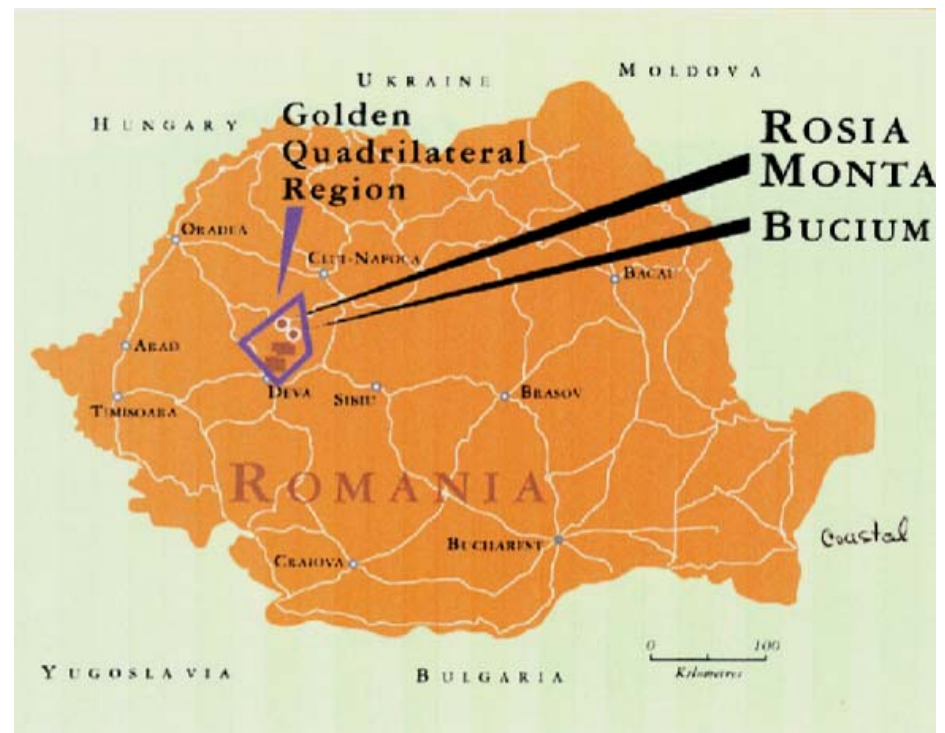 MOLDOVA
UKRAINE
HUNGARY
Golden
Quadrilateral
Region
ROSIA
MONTA
BUCIUM
ORADEA
CLUJ-NAPOCA
BACAU
ARAD
DEVA
SIBIU
BRASOV
TIMISOARA
ROMANIA
BUCHAREST
Coustal
CRAIOVA
0 100
Kilometres
YUGOSLAVIA
BULGARIA